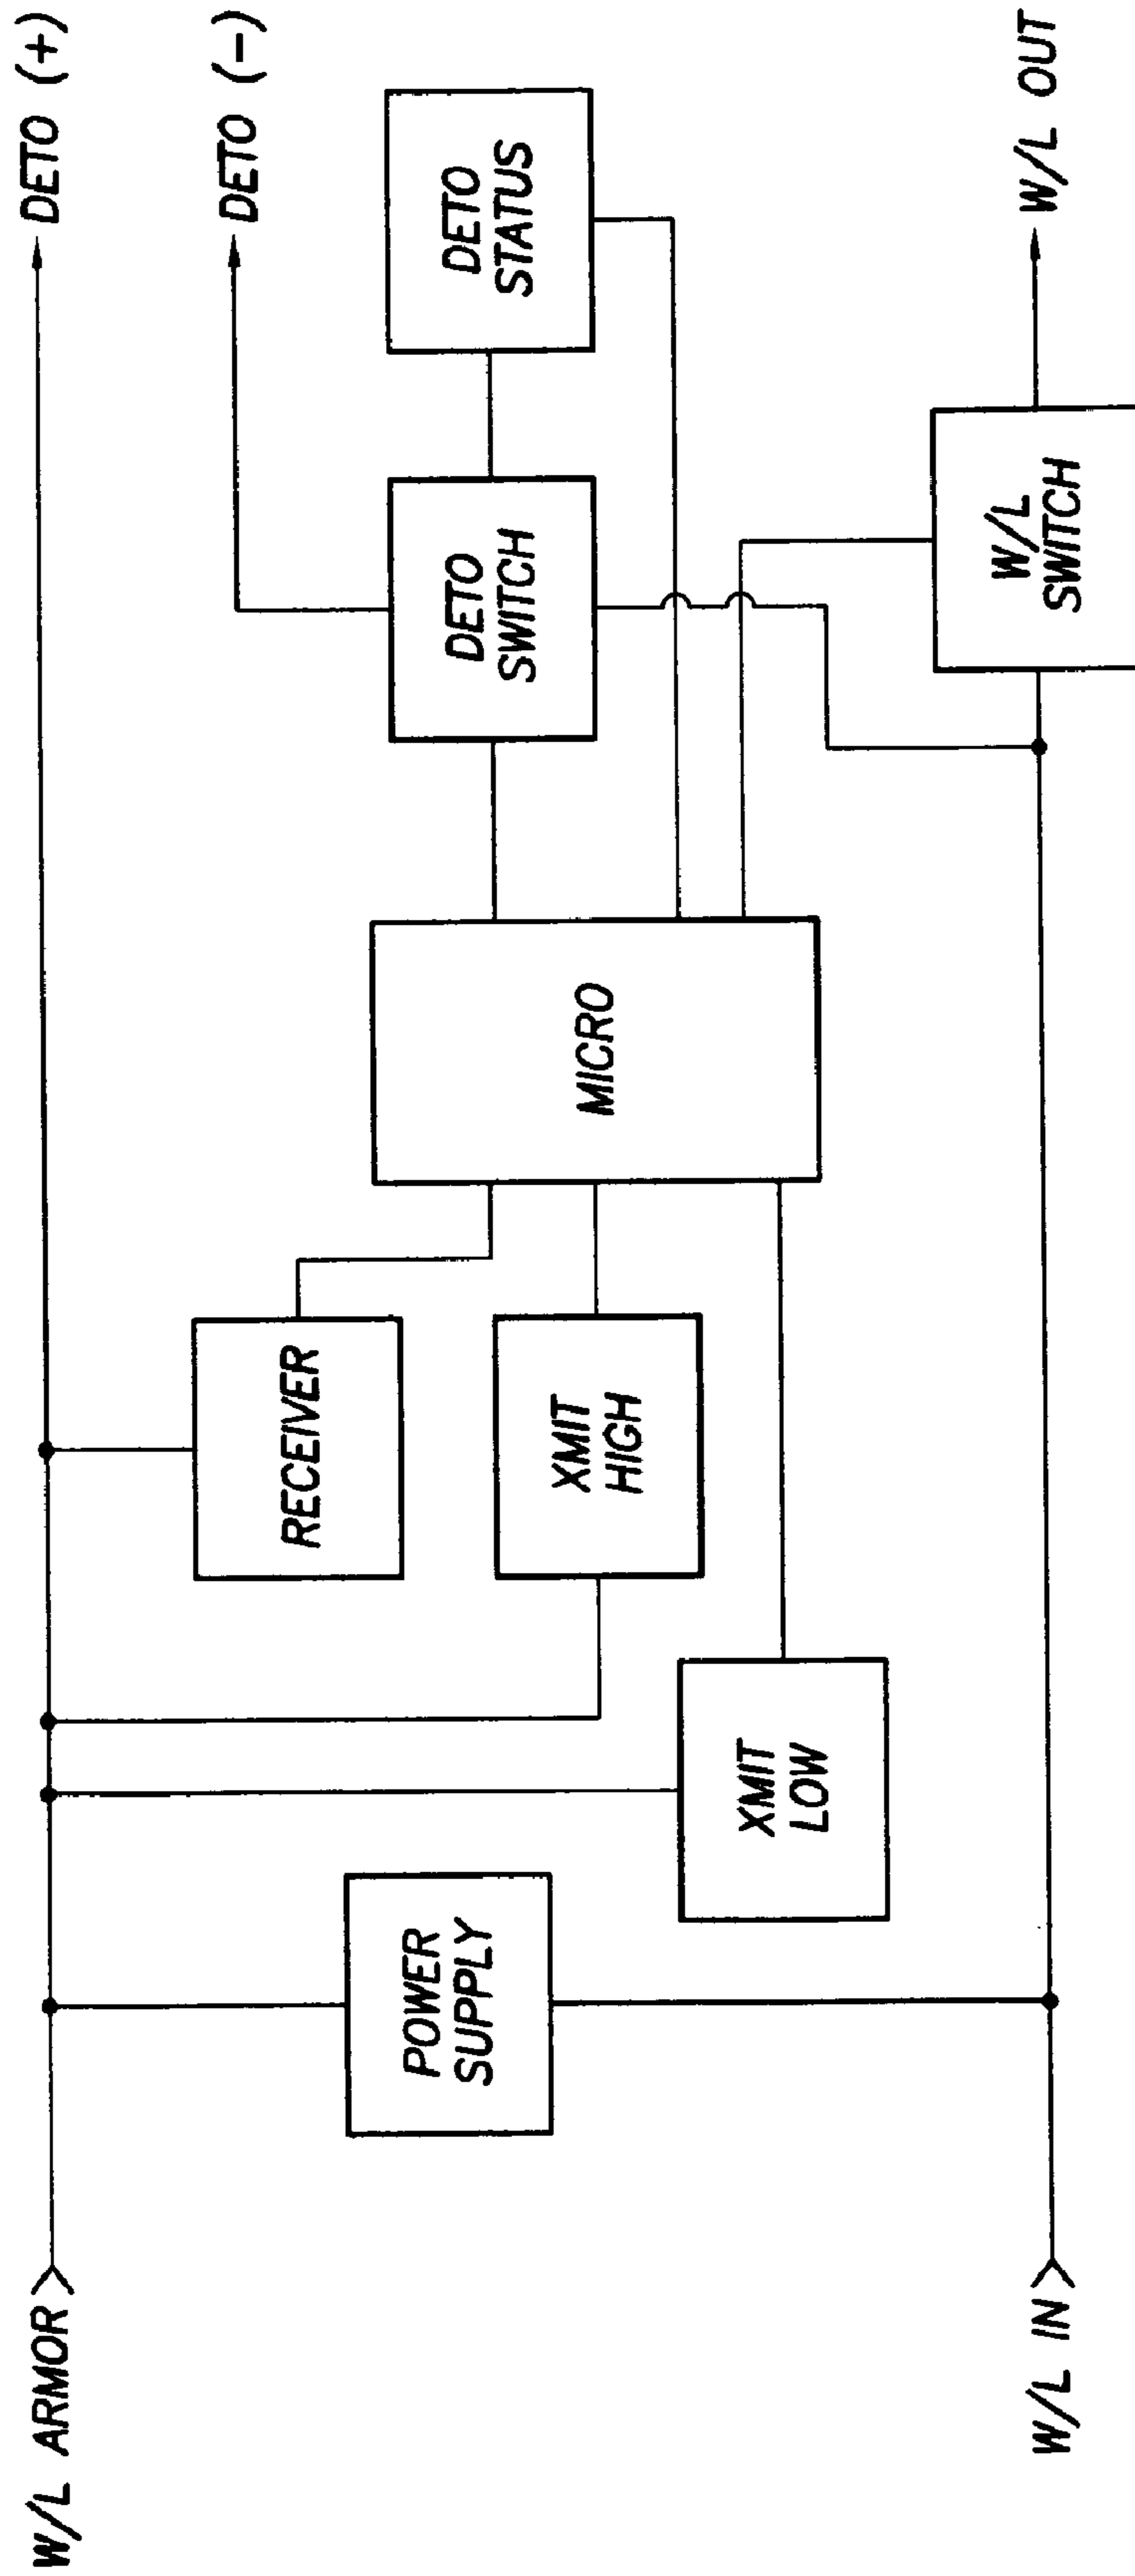 W/L ARMOR
DETO (+)
DETO (-)
RECEIVER
POWER
SUPPLY
XMIT
HIGH
XMIT
LOW
MICRO
DETO
SWITCH
DETO
STATUS
W/L
SWITCH
W/L IN
W/L OUT